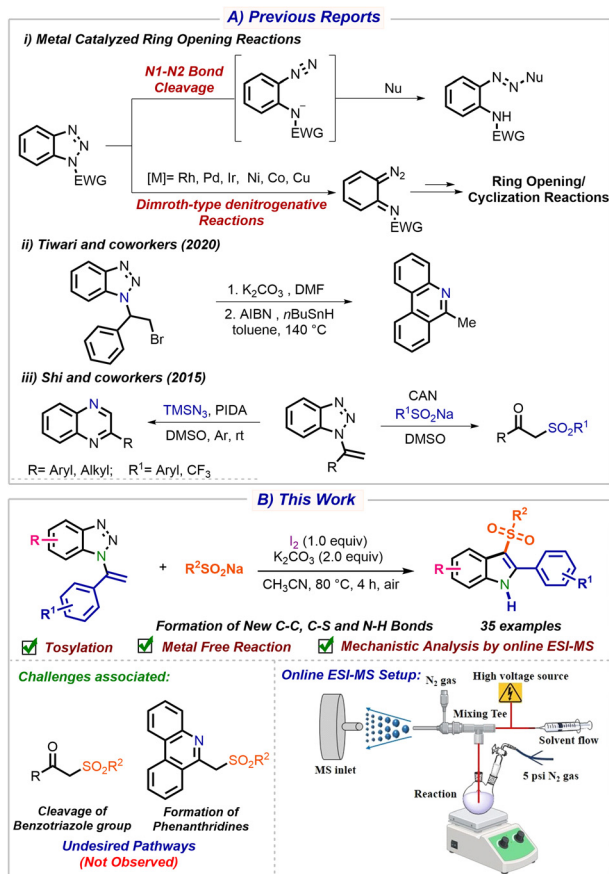 A) Previous Reports
i) Metal Catalyzed Ring Opening Reactions
N1-N2 Bond
Cleavage
N
N
N
EWG
N
N
N⁻
EWG
Nu
N
N
Nu
NH
EWG
[M]= Rh, Pd, Ir, Ni, Co, Cu
Dimroth-type denitrogenative
Reactions
N₂
N
EWG
Ring Opening/
Cyclization Reactions
ii) Tiwari and coworkers (2020)
N
N
N
Br
1. K₂CO₃ , DMF
2. AIBN , nBuSnH
toluene, 140 °C
N
Me
iii) Shi and coworkers (2015)
N
N
R
TMSN₃, PIDA
DMSO, Ar, rt
N
N
N
R
CAN
R¹SO₂Na
DMSO
O
R
SO₂R¹
R= Aryl, Alkyl; R¹= Aryl, CF₃
B) This Work
R
N
N
N
R¹
+
R²SO₂Na
I₂ (1.0 equiv)
K₂CO₃ (2.0 equiv)
CH₃CN, 80 °C, 4 h, air
R²
O
S
O
R
N
H
R¹
Formation of New C-C, C-S and N-H Bonds 35 examples
Tosylation Metal Free Reaction Mechanistic Analysis by online ESI-MS
Challenges associated:
O
R
SO₂R²
N
SO₂R²
Cleavage of
Benzotriazole group
Formation of
Phenanthridines
Undesired Pathways
(Not Observed)
Online ESI-MS Setup:
High voltage source
N₂ gas
Mixing Tee
Solvent flow
MS inlet
5 psi N₂ gas
Reaction